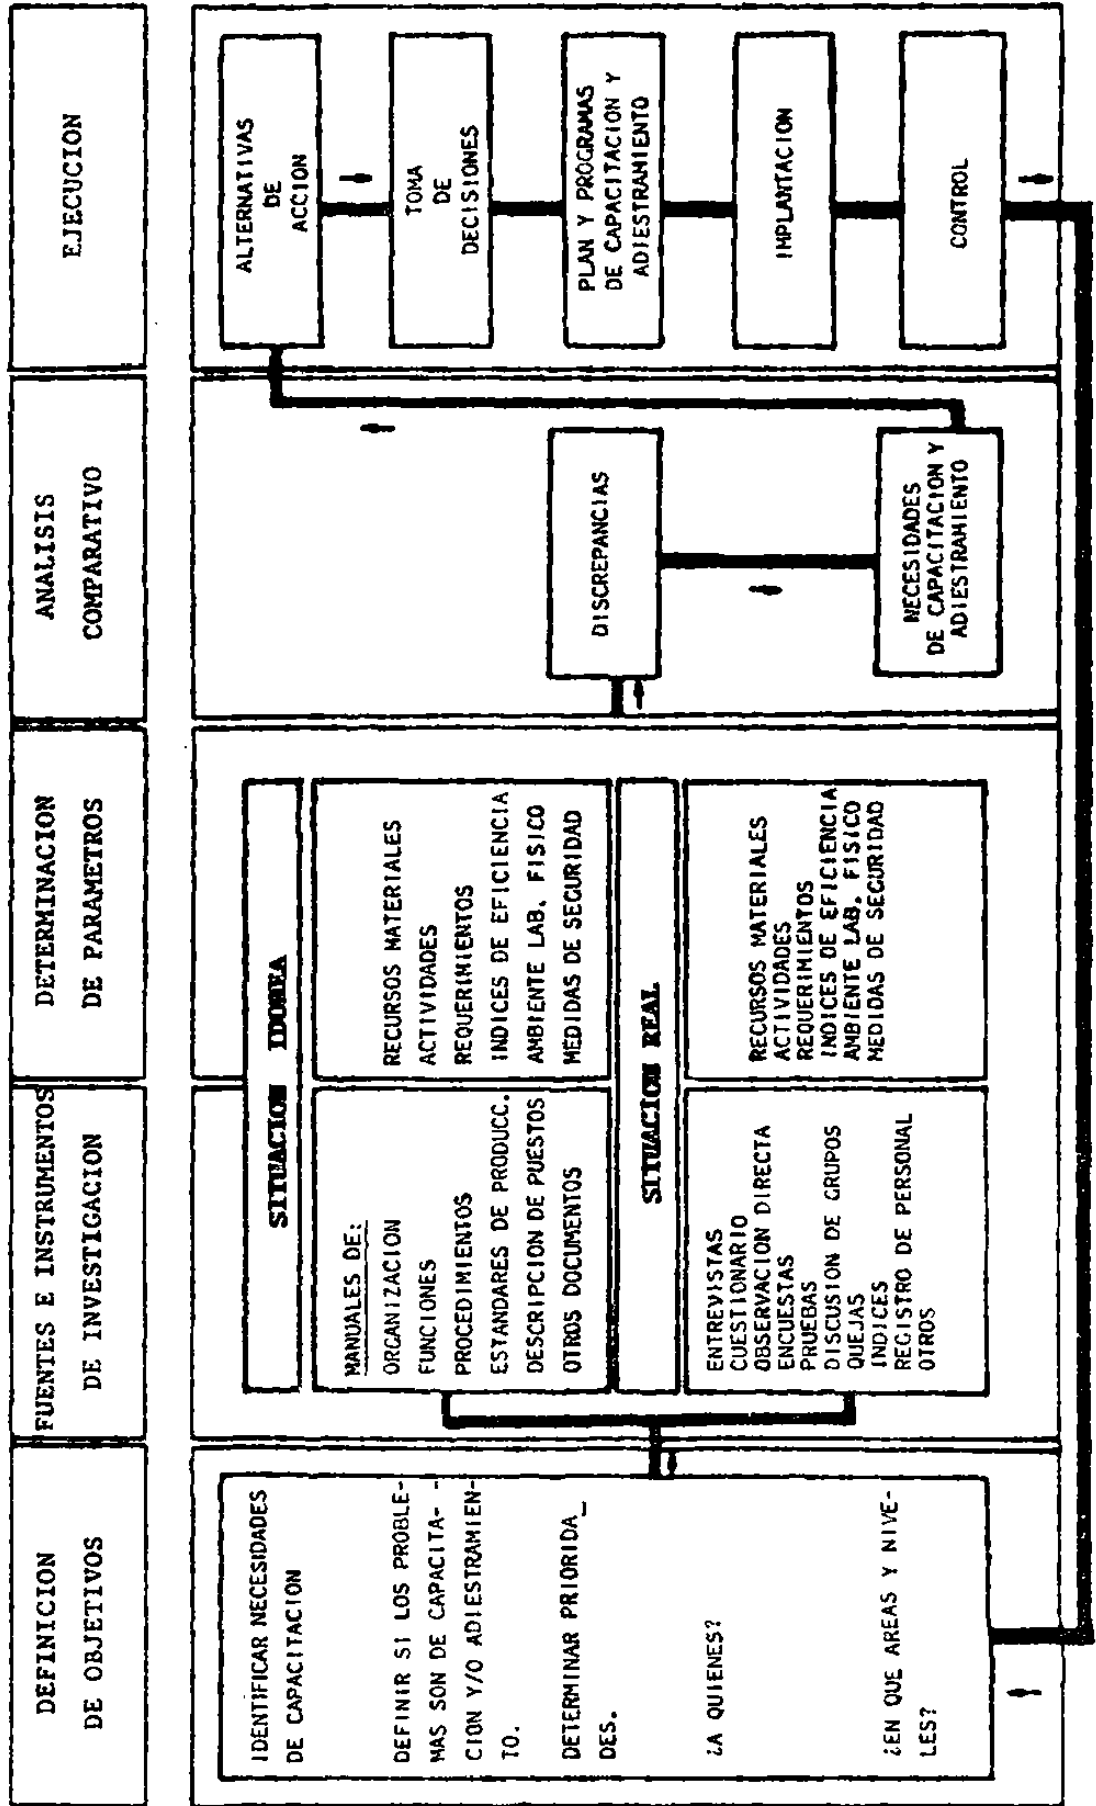 DEFINICION
DE OBJETIVOS
FUENTES E INSTRUMENTOS
DE INVESTIGACION
DETERMINACION
DE PARAMETROS
ANALISIS
COMPARATIVO
EJECUCION
IDENTIFICAR NECESIDADES
DE CAPACITACION
DEFINIR SI LOS PROBLE-
MAS SON DE CAPACITA- -
CION Y/O ADIESTRAMIEN-
TO.
DETERMINAR PRIORIDA_
DES.
¿A QUIENES?
¿EN QUE AREAS Y NIVE-
LES?
SITUACION IDONEA
MANUALES DE:
ORGANIZACION
FUNCIONES
PROCEDIMIENTOS
ESTANDARES DE PRODUCC.
DESCRIPCION DE PUESTOS
OTROS DOCUMENTOS
RECURSOS MATERIALES
ACTIVIDADES
REQUERIMIENTOS
INDICES DE EFICIENCIA
AMBIENTE LAB. FISICO
MEDIDAS DE SEGURIDAD
SITUACION REAL
ENTREVISTAS
CUESTIONARIO
OBSERVACION DIRECTA
ENCUESTAS
PRUEBAS
DISCUSION DE GRUPOS
QUEJAS
INDICES
REGISTRO DE PERSONAL
OTROS
RECURSOS MATERIALES
ACTIVIDADES
REQUERIMIENTOS
INDICES DE EFICIENCIA
AMBIENTE LAB. FISICO
MEDIDAS DE SEGURIDAD
DISCREPANCIAS
NECESIDADES
DE CAPACITACION Y
ADIESTRAMIENTO
ALTERNATIVAS
DE
ACCION
TOMA
DE
DECISIONES
PLAN Y PROGRAMAS
DE CAPACITACION Y
ADIESTRAMIENTO
IMPLANTACION
CONTROL